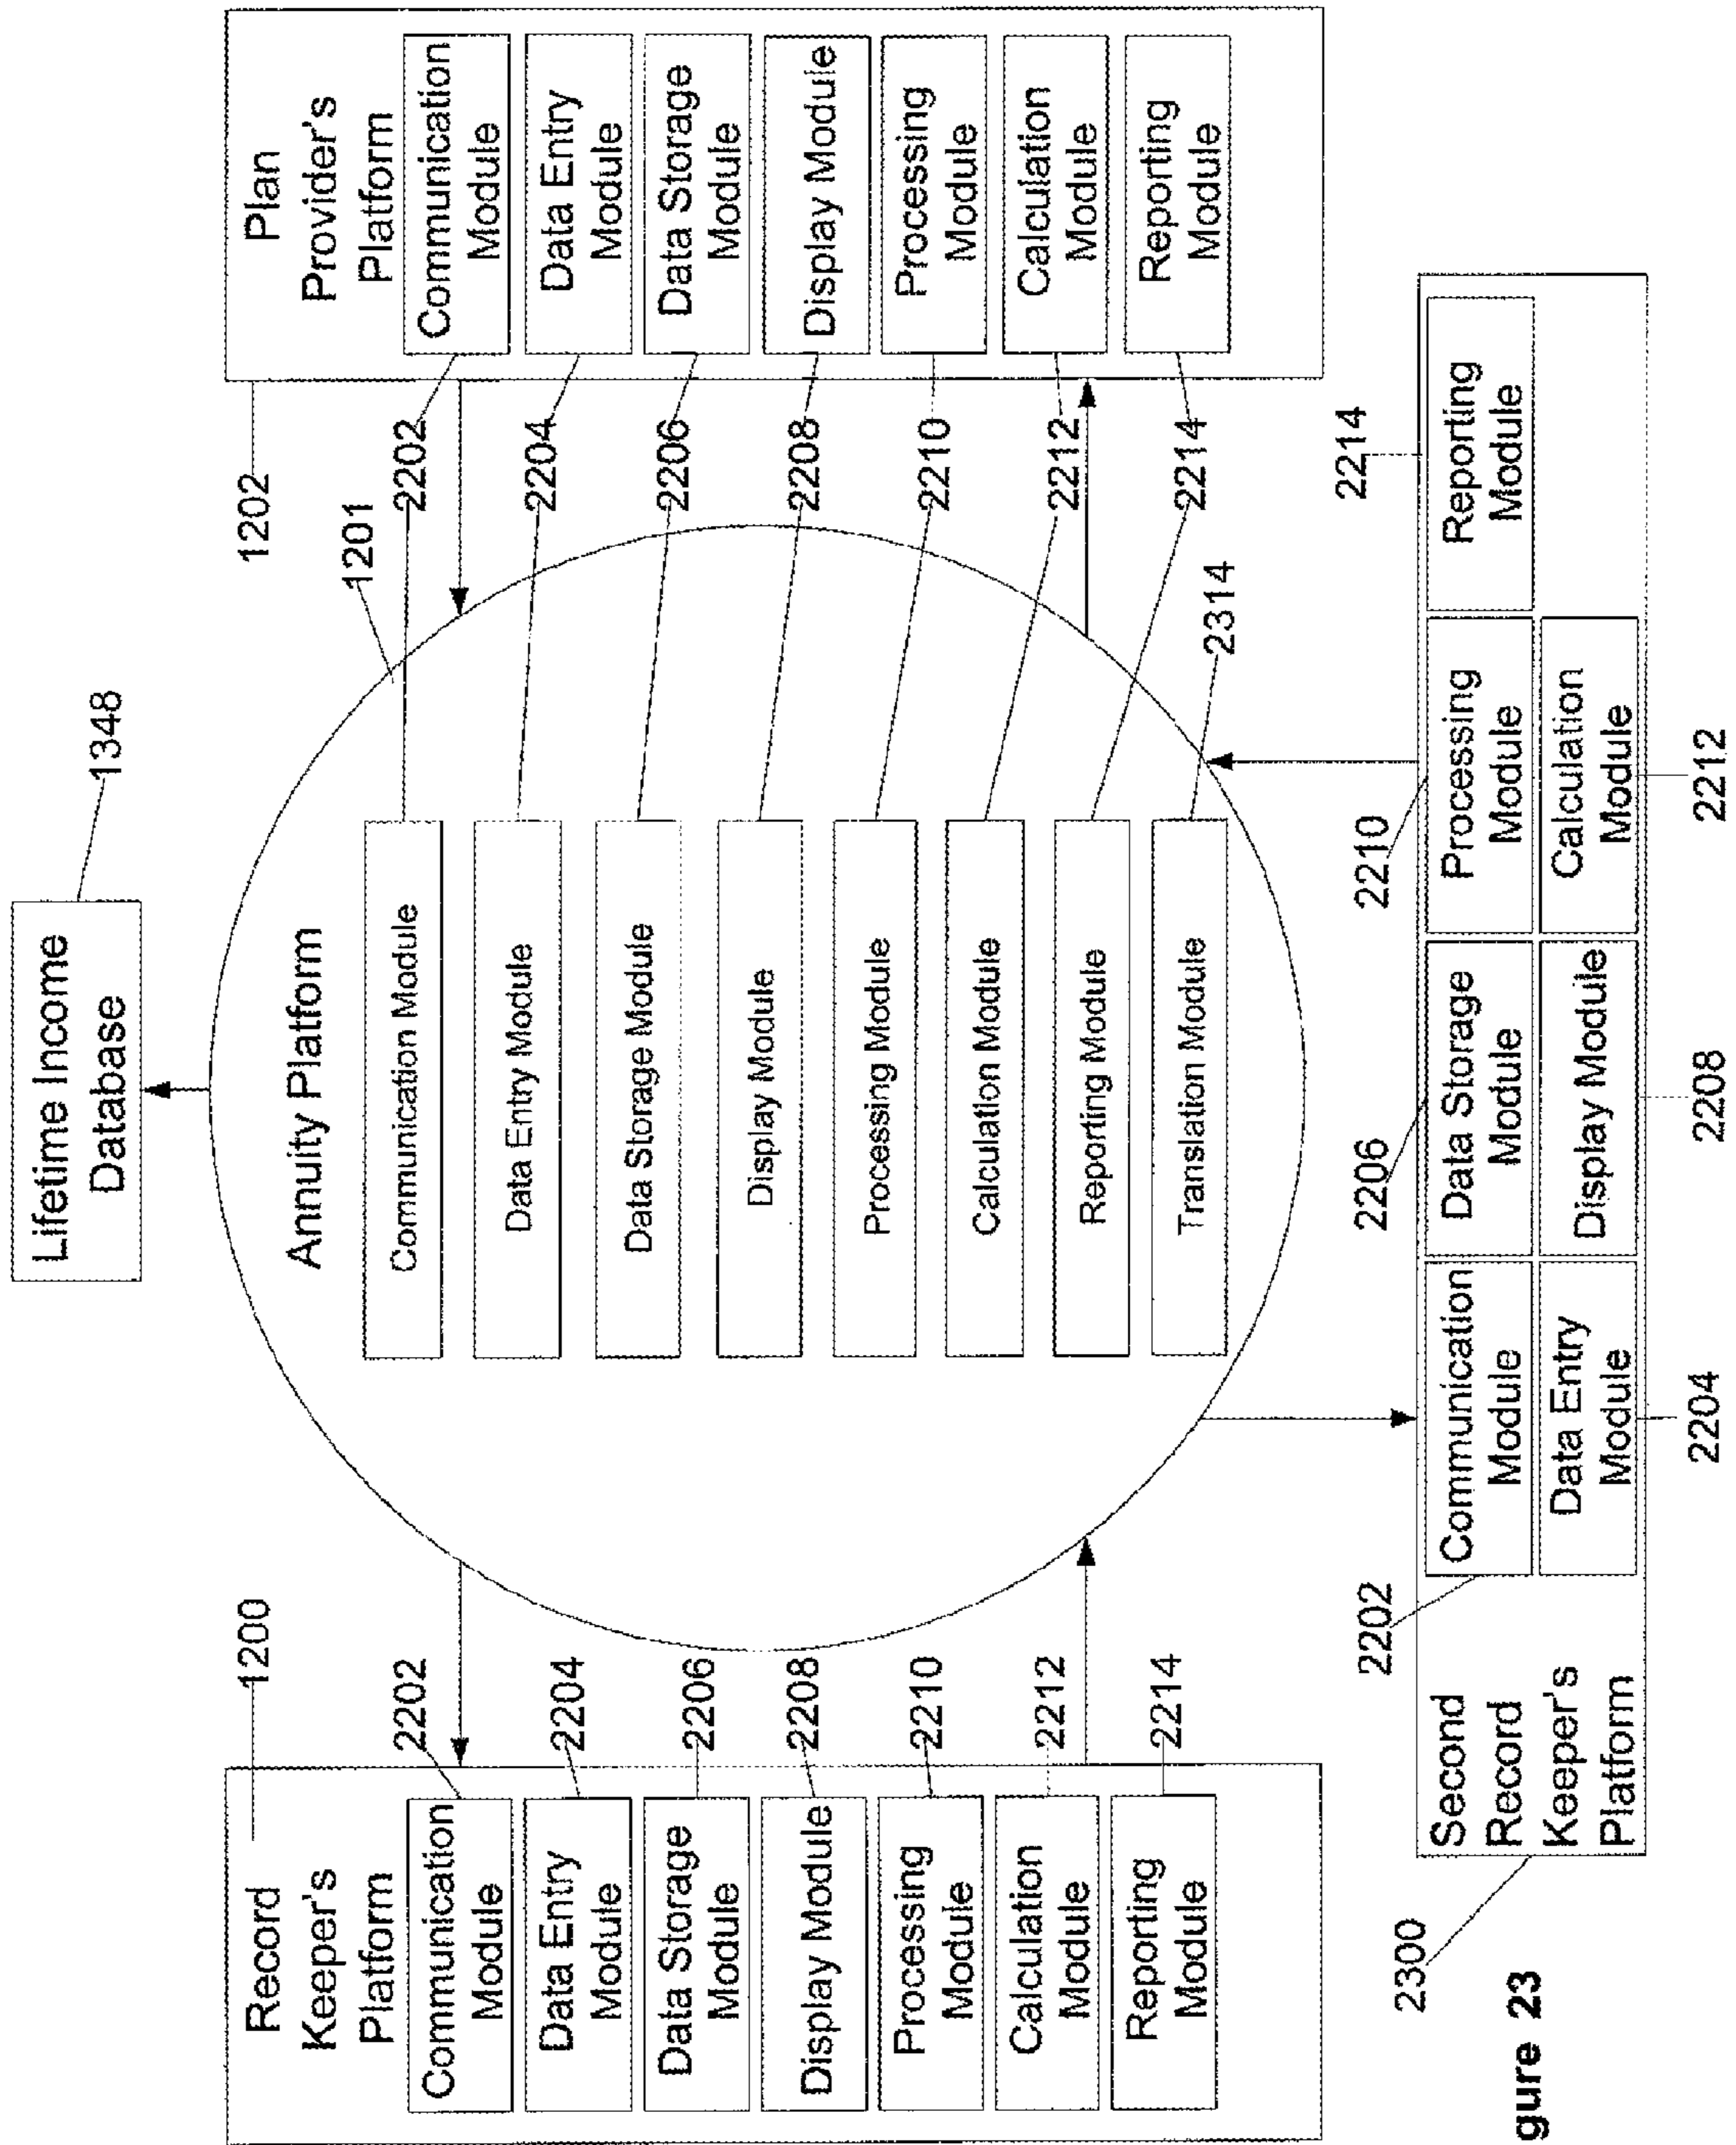 Lifetime Income
Database
1348
Record
Keeper's
Platform
1200
Communication
Module
2202
Data Entry
Module
2204
Data Storage
Module
2206
Display Module
2208
Processing
Module
2210
Calculation
Module
2212
Reporting
Module
2214
Annuity Platform
1201
Communication Module
2202
Data Entry Module
2204
Data Storage Module
2206
Display Module
2208
Processing Module
2210
Calculation Module
2212
Reporting Module
2214
Translation Module
2314
Plan
Provider's
Platform
1202
Communication
Module
Data Entry
Module
Data Storage
Module
Display Module
Processing
Module
Calculation
Module
Reporting
Module
Second
Record
Keeper's
Platform
2300
2202
Communication
Module
Data Entry
Module
2204
2206
Data Storage
Module
Display Module
2208
2210
Processing
Module
Calculation
Module
2212
2214
Reporting
Module
gure 23